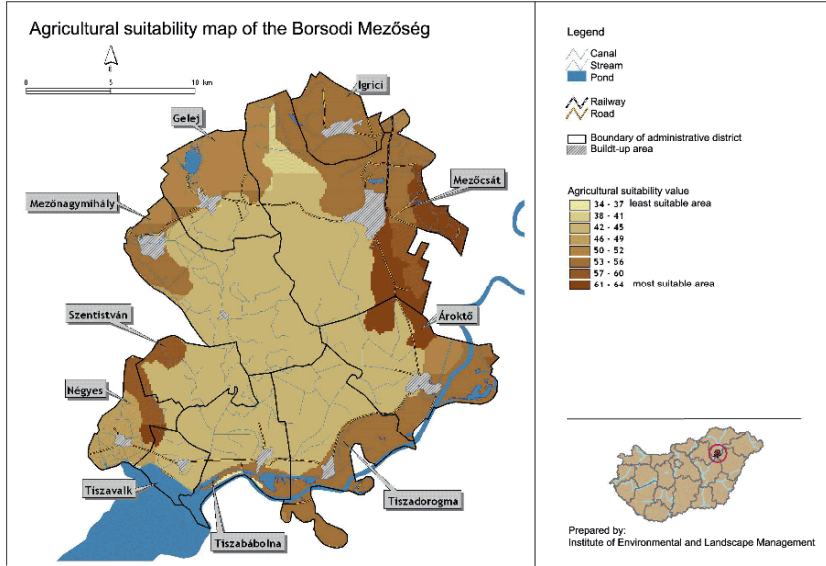 Agricultural suitability map of the Borsodi Mezőség
E
0 5 10 km
Igrici
Gelej
Mezőcsát
Mezőnagymihály
Szentistván
Ároktő
Négyes
Tiszavalk
Tiszadorogma
Tiszabábolna
Legend
Canal
Stream
Pond
Railway
Road
Boundary of administrative district
Buildt-up area
Agricultural suitability value
34 - 37 least suitable area
38 - 41
42 - 45
46 - 49
50 - 52
53 - 56
57 - 60
61 - 64 most suitable area
Prepared by:
Institute of Environmental and Landscape Management